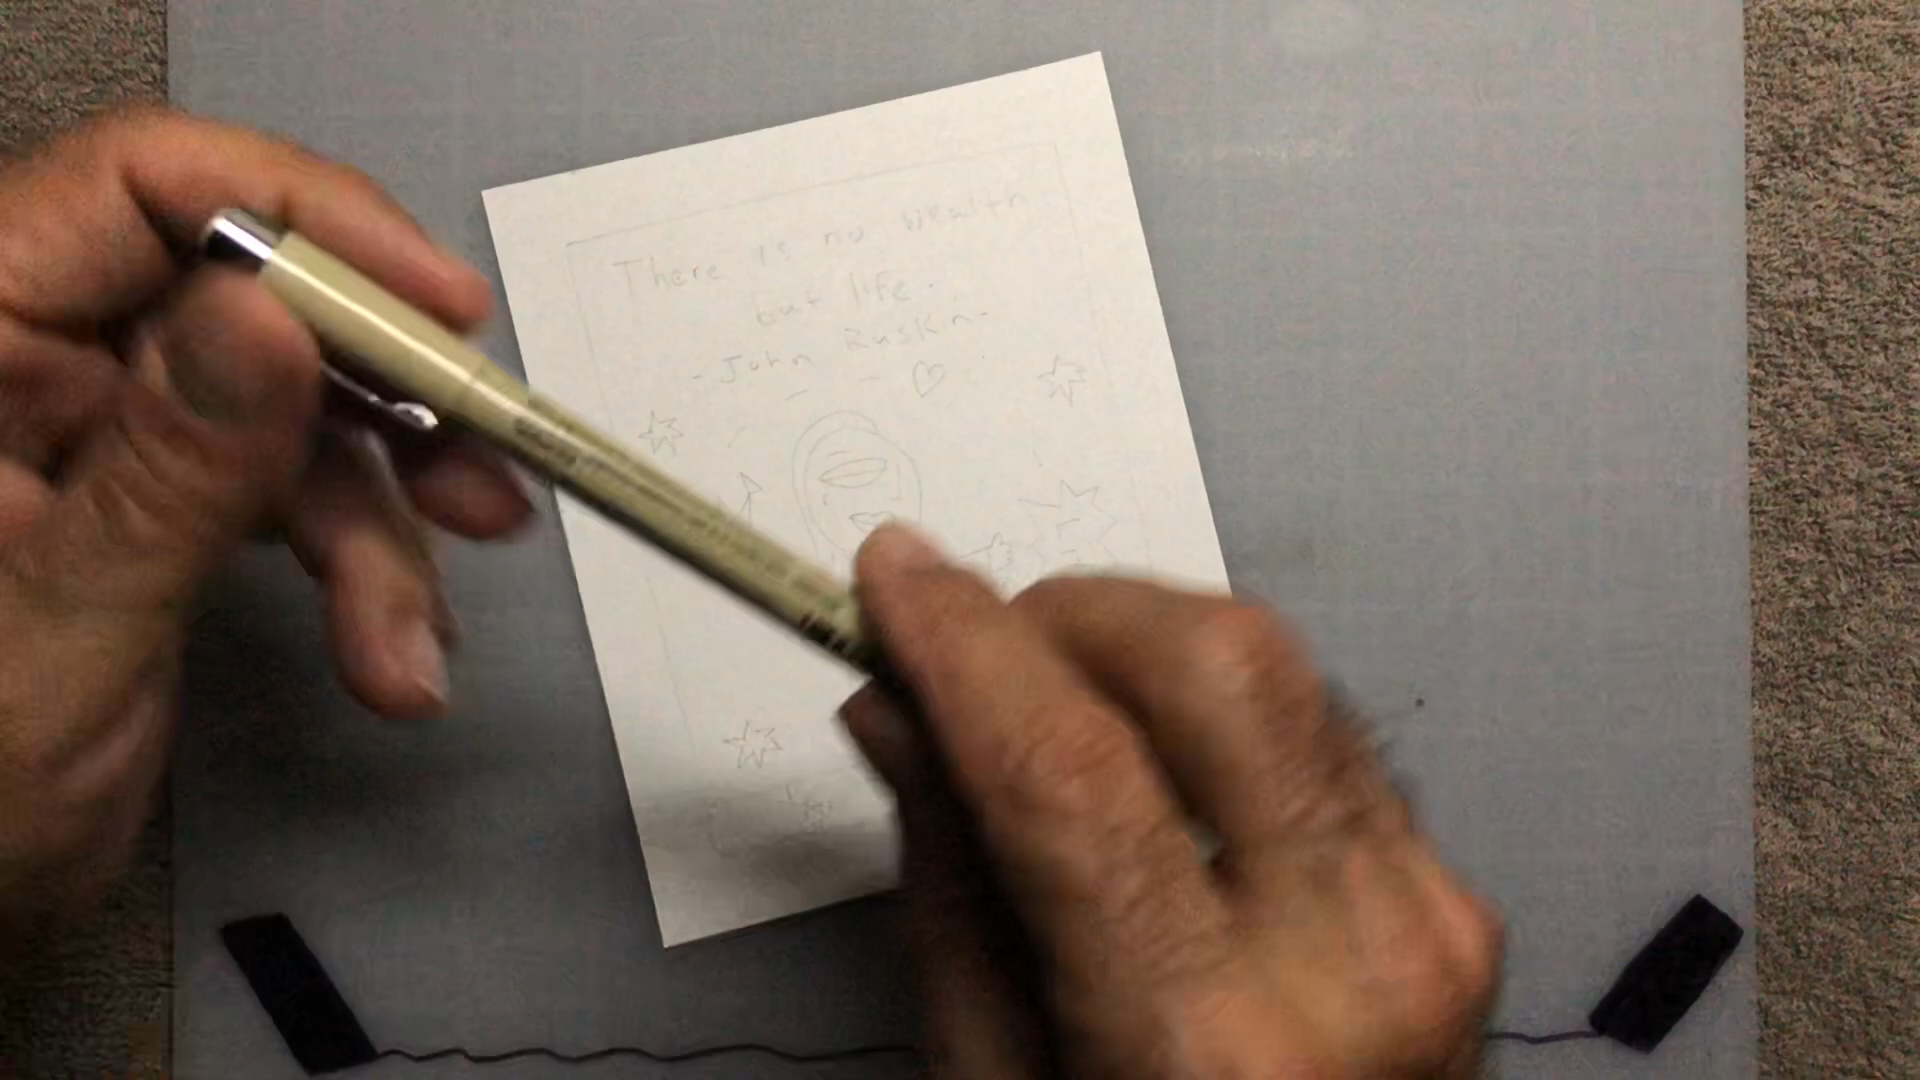 There is no wealth
but life.
- John Ruskin-